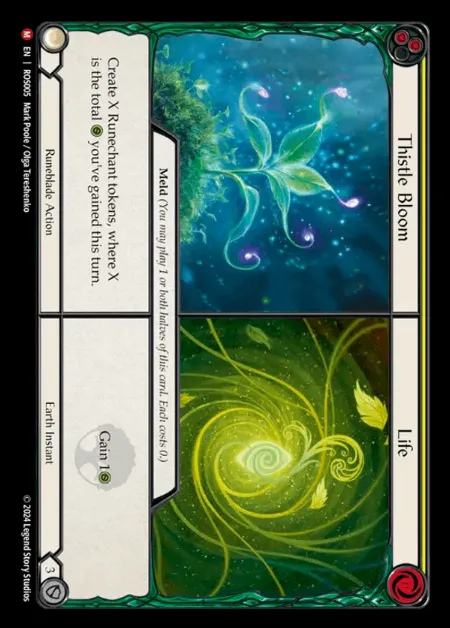 Thistle Bloom
Life
Meld (You may play 1 or both halves of this card. Each costs 0.)
Create X Runechant tokens, where X
is the total you've gained this turn.
Gain 1
Runeblade Action
Earth Instant
3
M EN | ROS005 Mark Poole / Olga Tereshenko
© 2024 Legend Story Studios